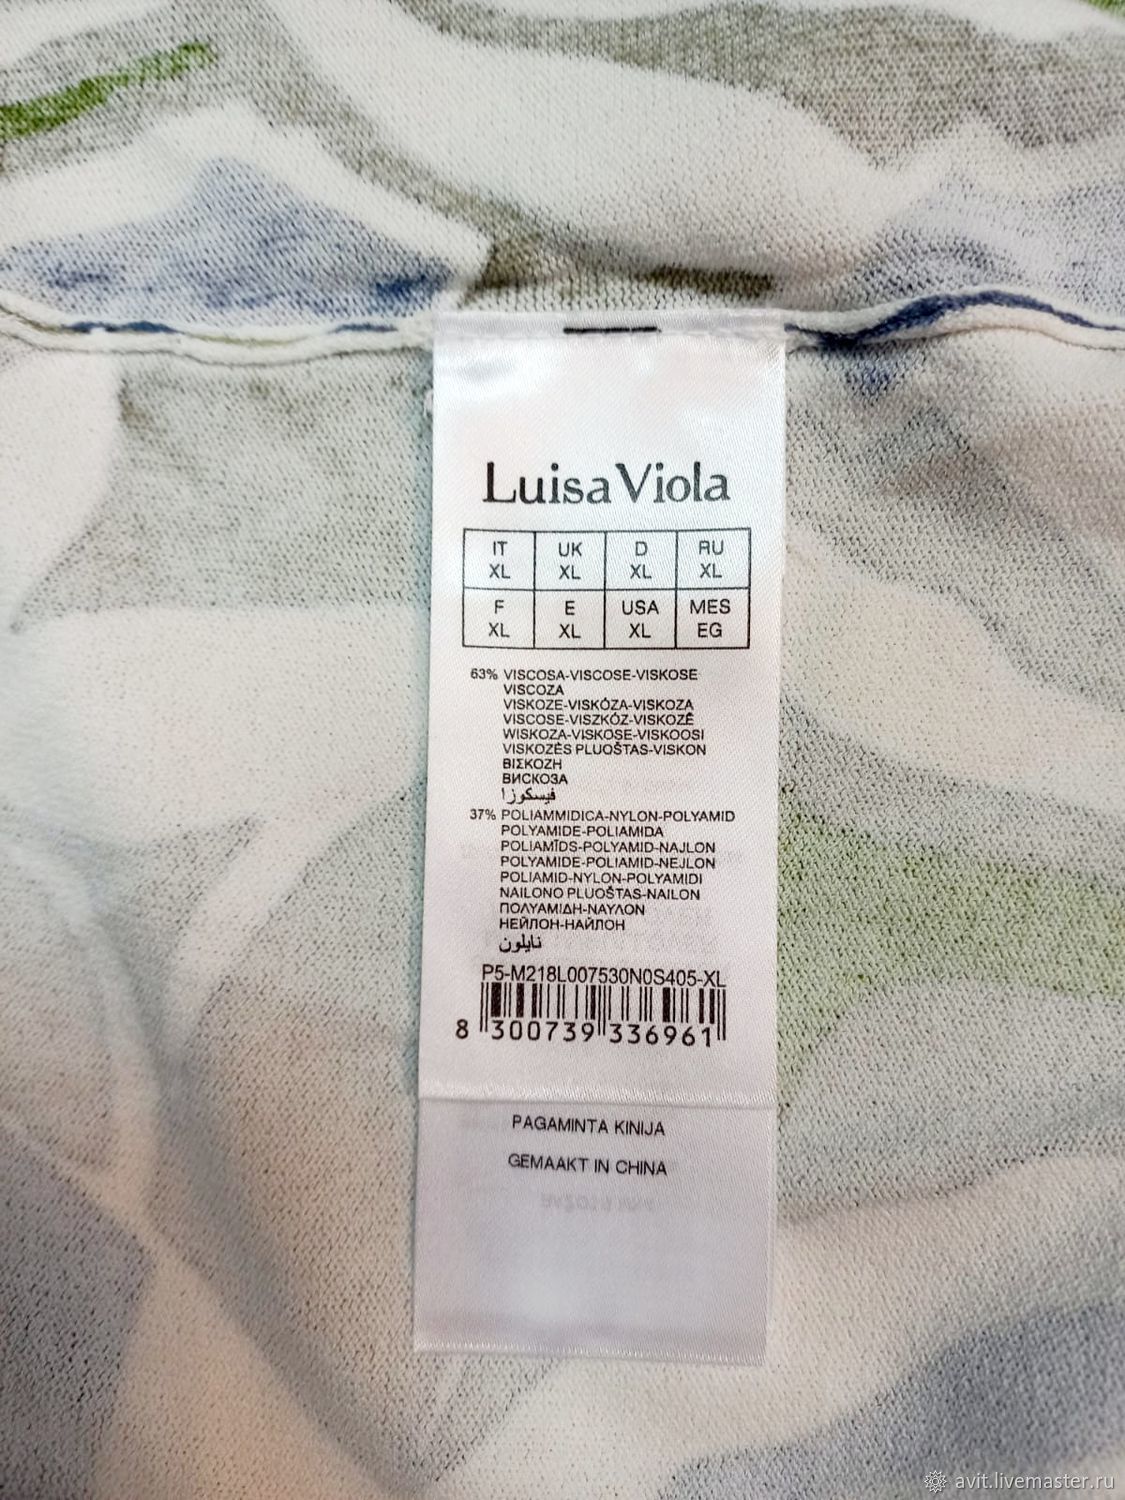 Luisa Viola
IT UK D RU
XL XL XL XL
F E USA MES
XL XL XL EG
63% VISCOSA-VISCOSE-VISKOSE
VISCOZA
VISKOZE-VISKÓZA-VISKOZA
VISCOSE-VISZKÓZ-VISKOZĖ
WISKOZA-VISKOSE-VISKOOSI
VISKOZĖS PLUOŠTAS-VISKON
ΒΙΣΚΟΖΗ
ВИСКОЗА
فيسكوزا
37% POLIAMMIDICA-NYLON-POLYAMID
POLYAMIDE-POLIAMIDA
POLIAMĪDS-POLYAMID-NAJLON
POLYAMIDE-POLIAMID-NEJLON
POLIAMID-NYLON-POLYAMIDI
NAILONO PLUOŠTAS-NAILON
ΠΟΛΥΑΜΙΔΗ-ΝΑΥΛΟΝ
НЕЙЛОН-НАЙЛОН
نايلون
P5-M218L007530N0S405-XL
8 300739 336961
PAGAMINTA KINIJA
GEMAAKT IN CHINA
avit.livemaster.ru